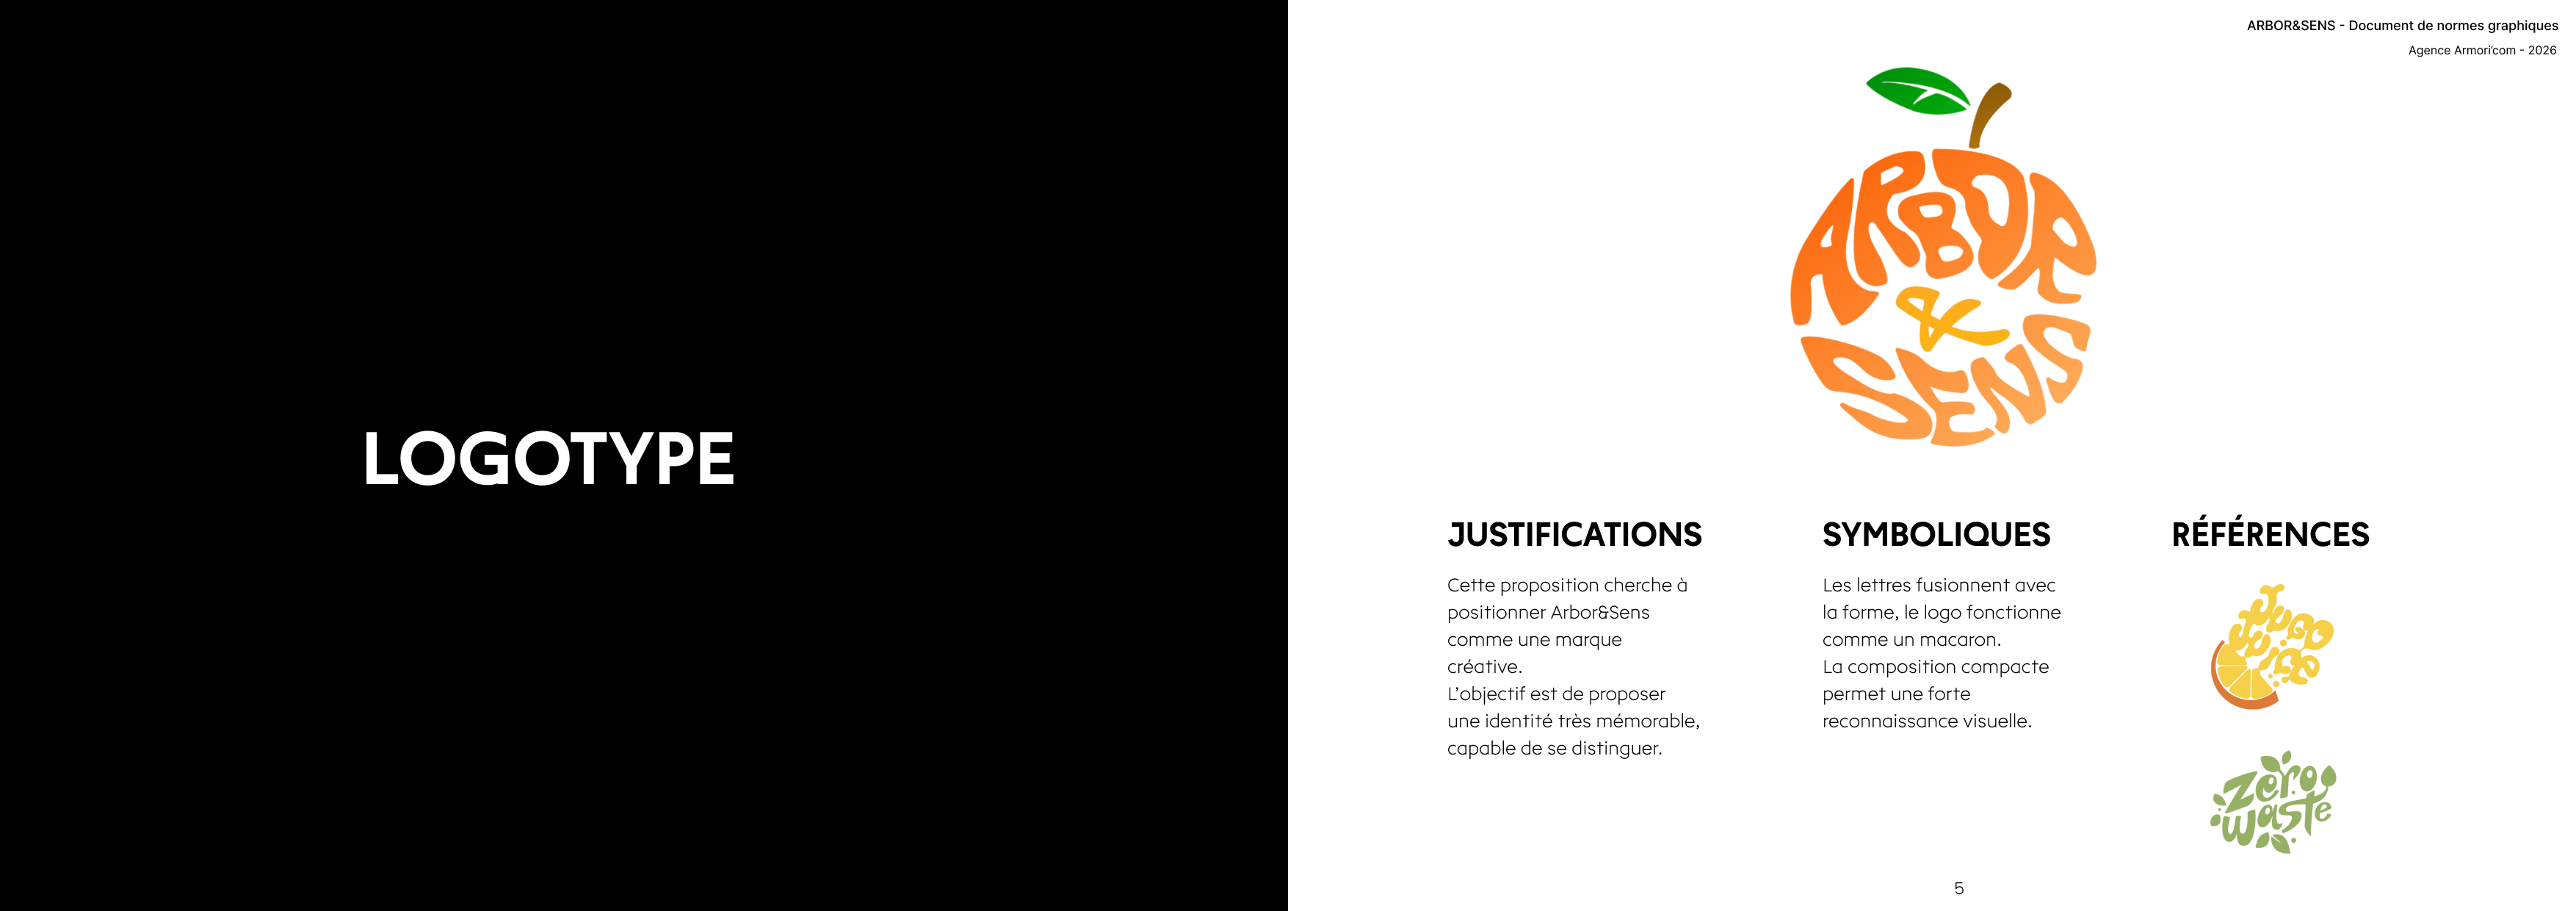 LOGOTYPE
ARBOR&SENS - Document de normes graphiques
Agence Armori'com - 2026
ARBOR
&
SENS
JUSTIFICATIONS
Cette proposition cherche à
positionner Arbor&Sens
comme une marque
créative.
L'objectif est de proposer
une identité très mémorable,
capable de se distinguer.
SYMBOLIQUES
Les lettres fusionnent avec
la forme, le logo fonctionne
comme un macaron.
La composition compacte
permet une forte
reconnaissance visuelle.
RÉFÉRENCES
Jugo
Juice
zero
waste
5